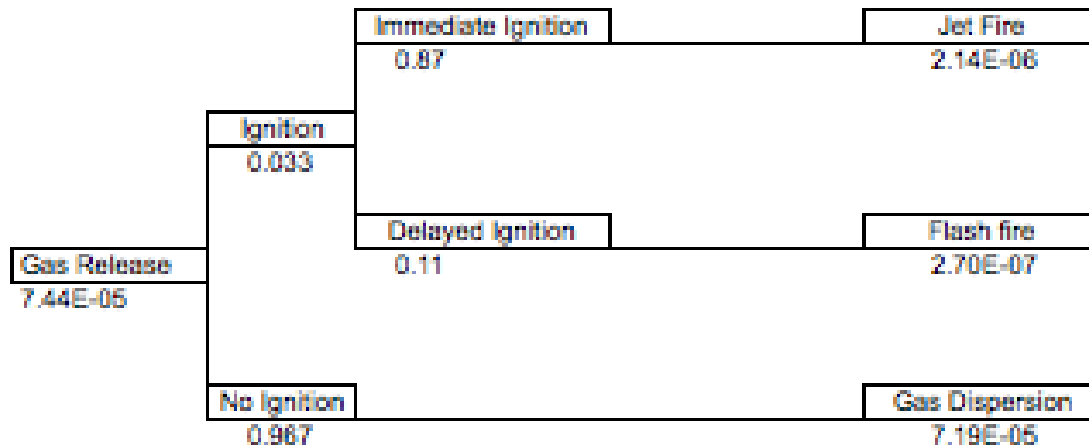 Immediate Ignition
0.87
Jet Fire
2.14E-06
Ignition
0.033
Delayed Ignition
0.11
Flash fire
2.70E-07
Gas Release
7.44E-05
No Ignition
0.967
Gas Dispersion
7.19E-05